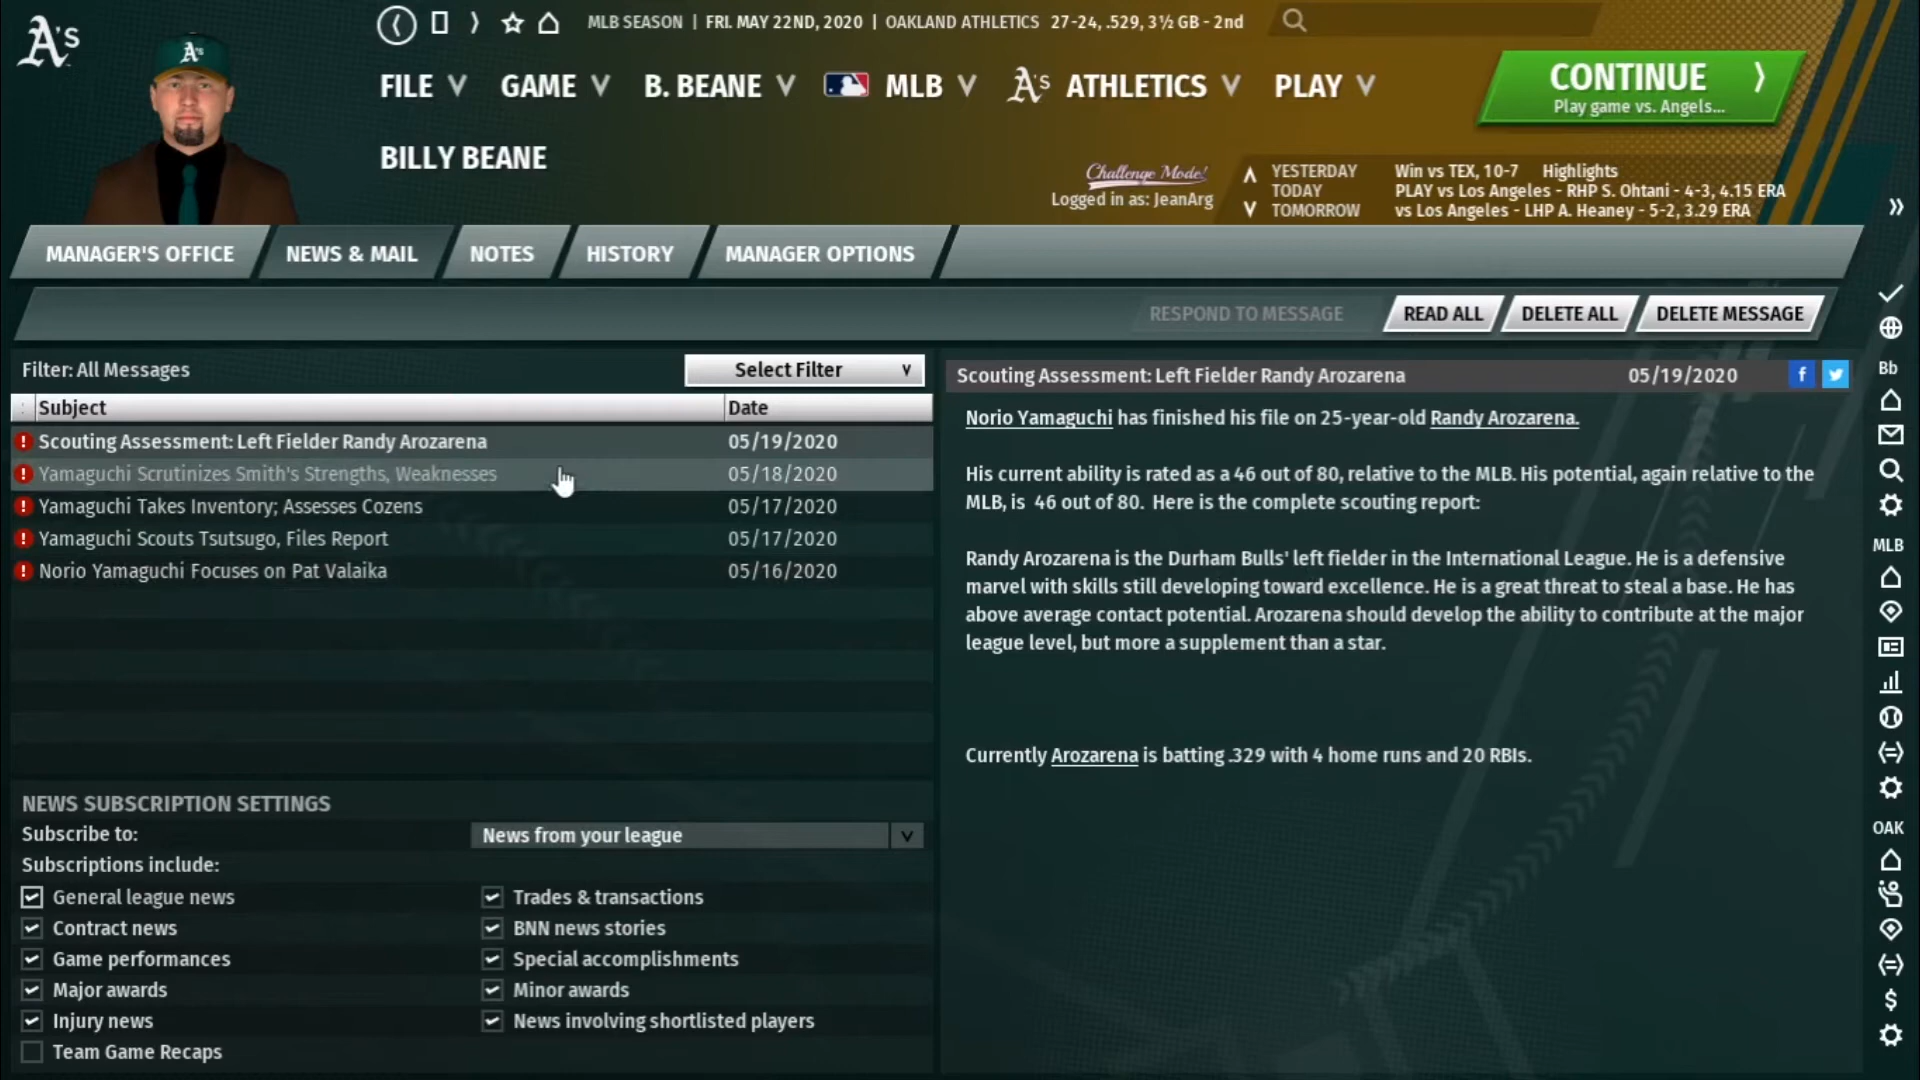 A's
MLB SEASON | FRI. MAY 22ND, 2020 | OAKLAND ATHLETICS 27-24, .529, 3½ GB - 2nd
FILE GAME B. BEANE MLB A's ATHLETICS PLAY
CONTINUE
Play game vs. Angels...
BILLY BEANE
Challenge Mode!
Logged in as: JeanArg
YESTERDAY Win vs TEX, 10-7 Highlights
TODAY PLAY vs Los Angeles - RHP S. Ohtani - 4-3, 4.15 ERA
TOMORROW vs Los Angeles - LHP A. Heaney - 5-2, 3.29 ERA
MANAGER'S OFFICE NEWS & MAIL NOTES HISTORY MANAGER OPTIONS
RESPOND TO MESSAGE READ ALL DELETE ALL DELETE MESSAGE
Filter: All Messages Select Filter
Subject Date
Scouting Assessment: Left Fielder Randy Arozarena 05/19/2020
Yamaguchi Scrutinizes Smith's Strengths, Weaknesses 05/18/2020
Yamaguchi Takes Inventory; Assesses Cozens 05/17/2020
Yamaguchi Scouts Tsutsugo, Files Report 05/17/2020
Norio Yamaguchi Focuses on Pat Valaika 05/16/2020
Scouting Assessment: Left Fielder Randy Arozarena 05/19/2020
Norio Yamaguchi has finished his file on 25-year-old Randy Arozarena.
His current ability is rated as a 46 out of 80, relative to the MLB. His potential, again relative to the
MLB, is 46 out of 80. Here is the complete scouting report:
Randy Arozarena is the Durham Bulls' left fielder in the International League. He is a defensive
marvel with skills still developing toward excellence. He is a great threat to steal a base. He has
above average contact potential. Arozarena should develop the ability to contribute at the major
league level, but more a supplement than a star.
Currently Arozarena is batting .329 with 4 home runs and 20 RBIs.
NEWS SUBSCRIPTION SETTINGS
Subscribe to: News from your league
Subscriptions include:
General league news Trades & transactions
Contract news BNN news stories
Game performances Special accomplishments
Major awards Minor awards
Injury news News involving shortlisted players
Team Game Recaps
Bb
MLB
OAK